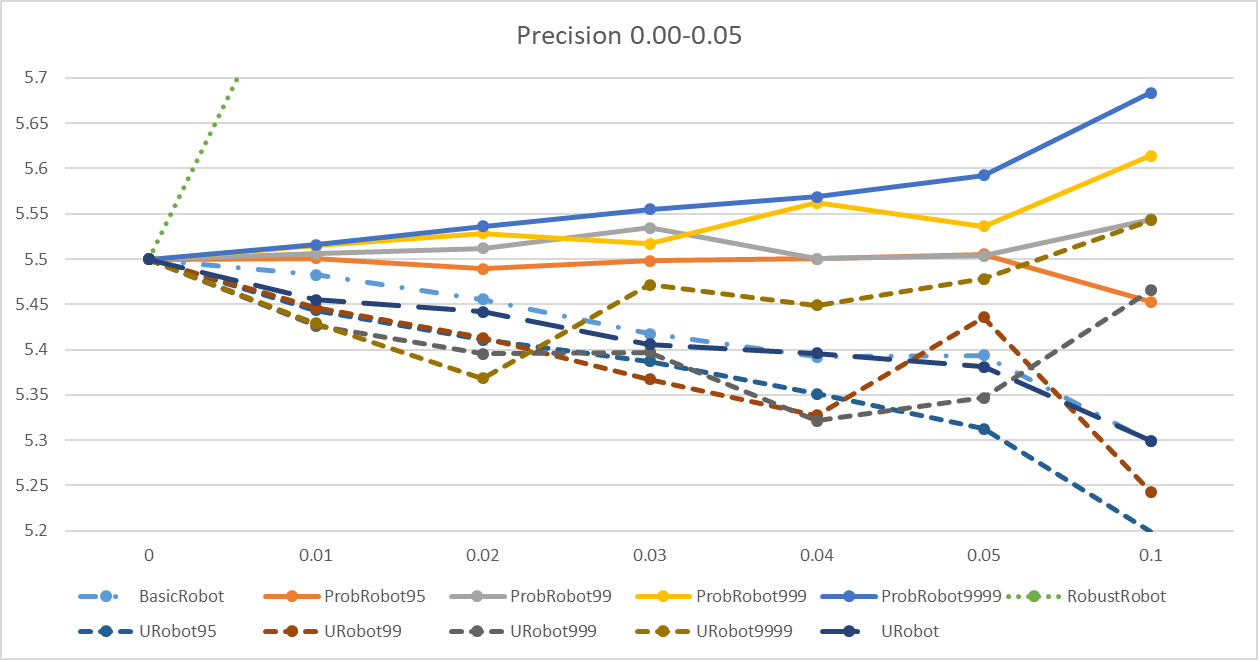 Precision 0.00-0.05
5.7
5.65
5.6
5.55
5.5
5.45
5.4
5.35
5.3
5.25
5.2
0 0.01 0.02 0.03 0.04 0.05 0.1
BasicRobot ProbRobot95 ProbRobot99 ProbRobot999 ProbRobot9999 RobustRobot
URobot95 URobot99 URobot999 URobot9999 URobot